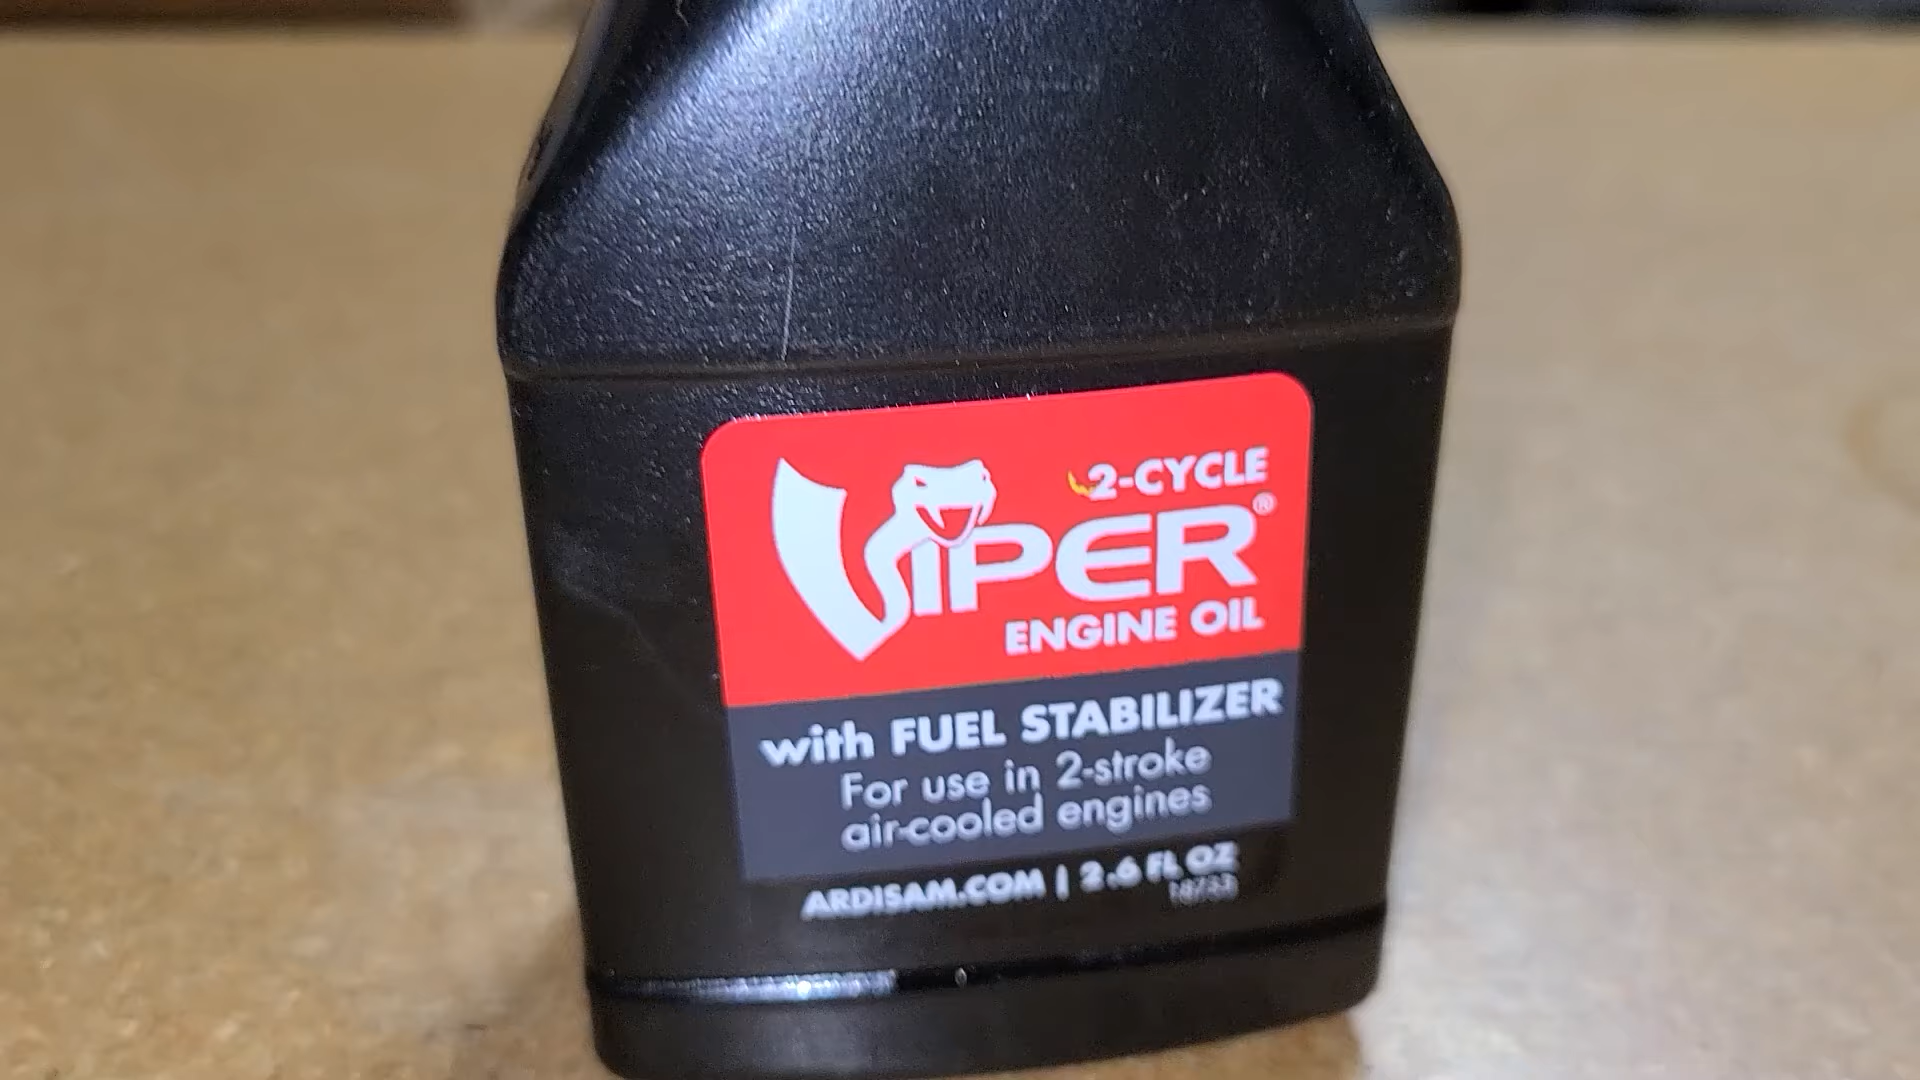 2-CYCLE
VIPER®
ENGINE OIL
with FUEL STABILIZER
For use in 2-stroke
air-cooled engines
ARDISAM.COM | 2.6 FL OZ